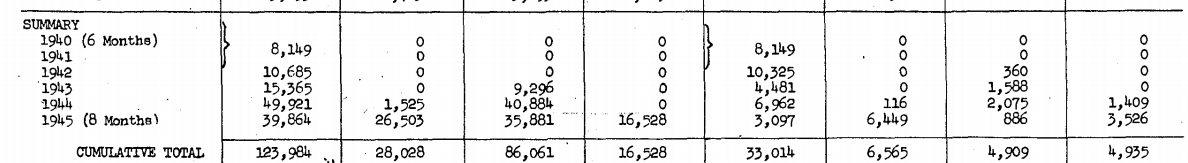 SUMMARY
1940 (6 Months) 0 0 0 0 0 0
1941 8,149 0 0 0 8,149 0 0 0
1942 10,685 0 0 0 10,325 0 360 0
1943 15,365 0 9,296 0 4,481 0 1,588 0
1944 49,921 1,525 40,884 0 6,962 116 2,075 1,409
1945 (8 Months) 39,864 26,503 35,881 16,528 3,097 6,449 886 3,526
CUMULATIVE TOTAL 123,984 28,028 86,061 16,528 33,014 6,565 4,909 4,935